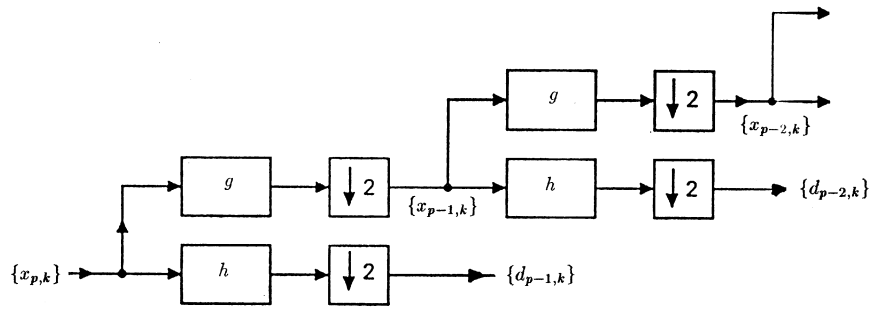 g
↓ 2
{x_{p-2,k}}
g
↓ 2
{x_{p-1,k}}
h
↓ 2
{d_{p-2,k}}
{x_{p,k}}
h
↓ 2
{d_{p-1,k}}